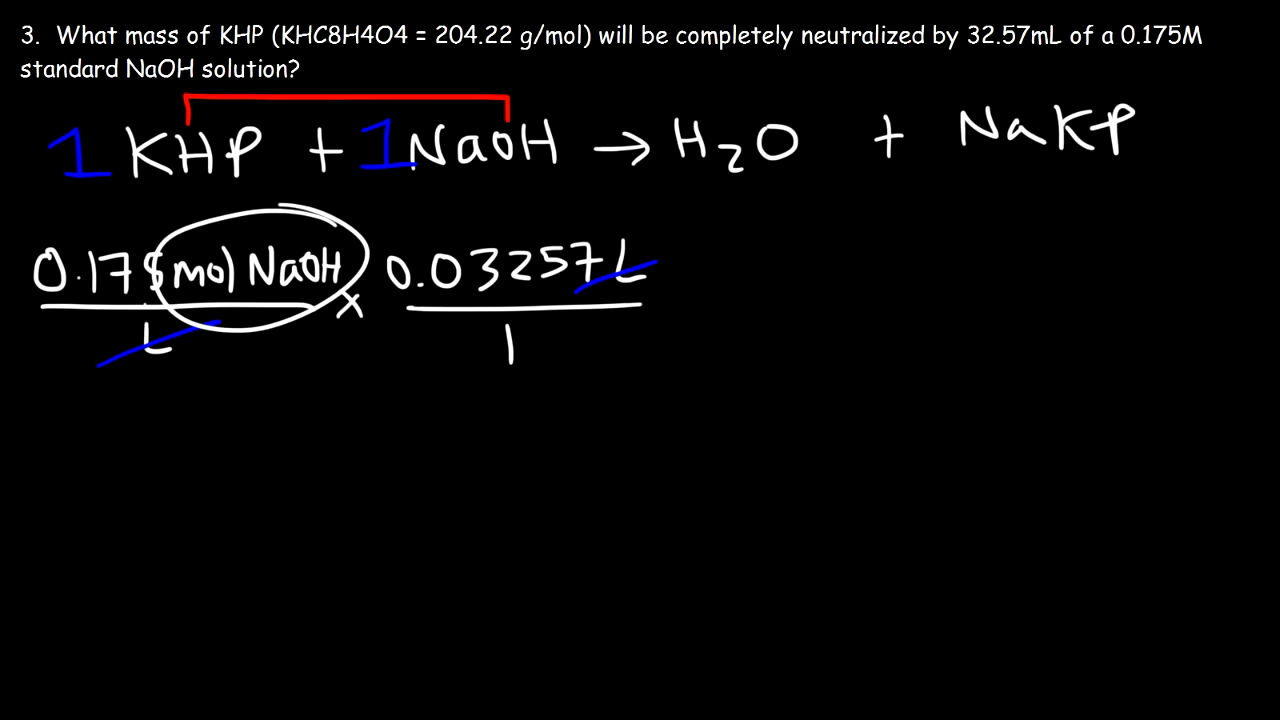 3. What mass of KHP (KHC8H4O4 = 204.22 g/mol) will be completely neutralized by 32.57mL of a 0.175M
standard NaOH solution?
1 KHP + 1 NaOH → H₂O + NaKP
0.175 mol NaOH x 0.03257 L
L 1